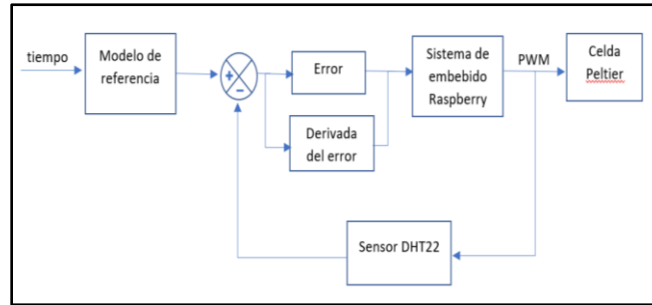 tiempo
Modelo de
referencia
+
-
Error
Derivada
del error
Sistema de
embebido
Raspberry
PWM
Celda
Peltier
Sensor DHT22